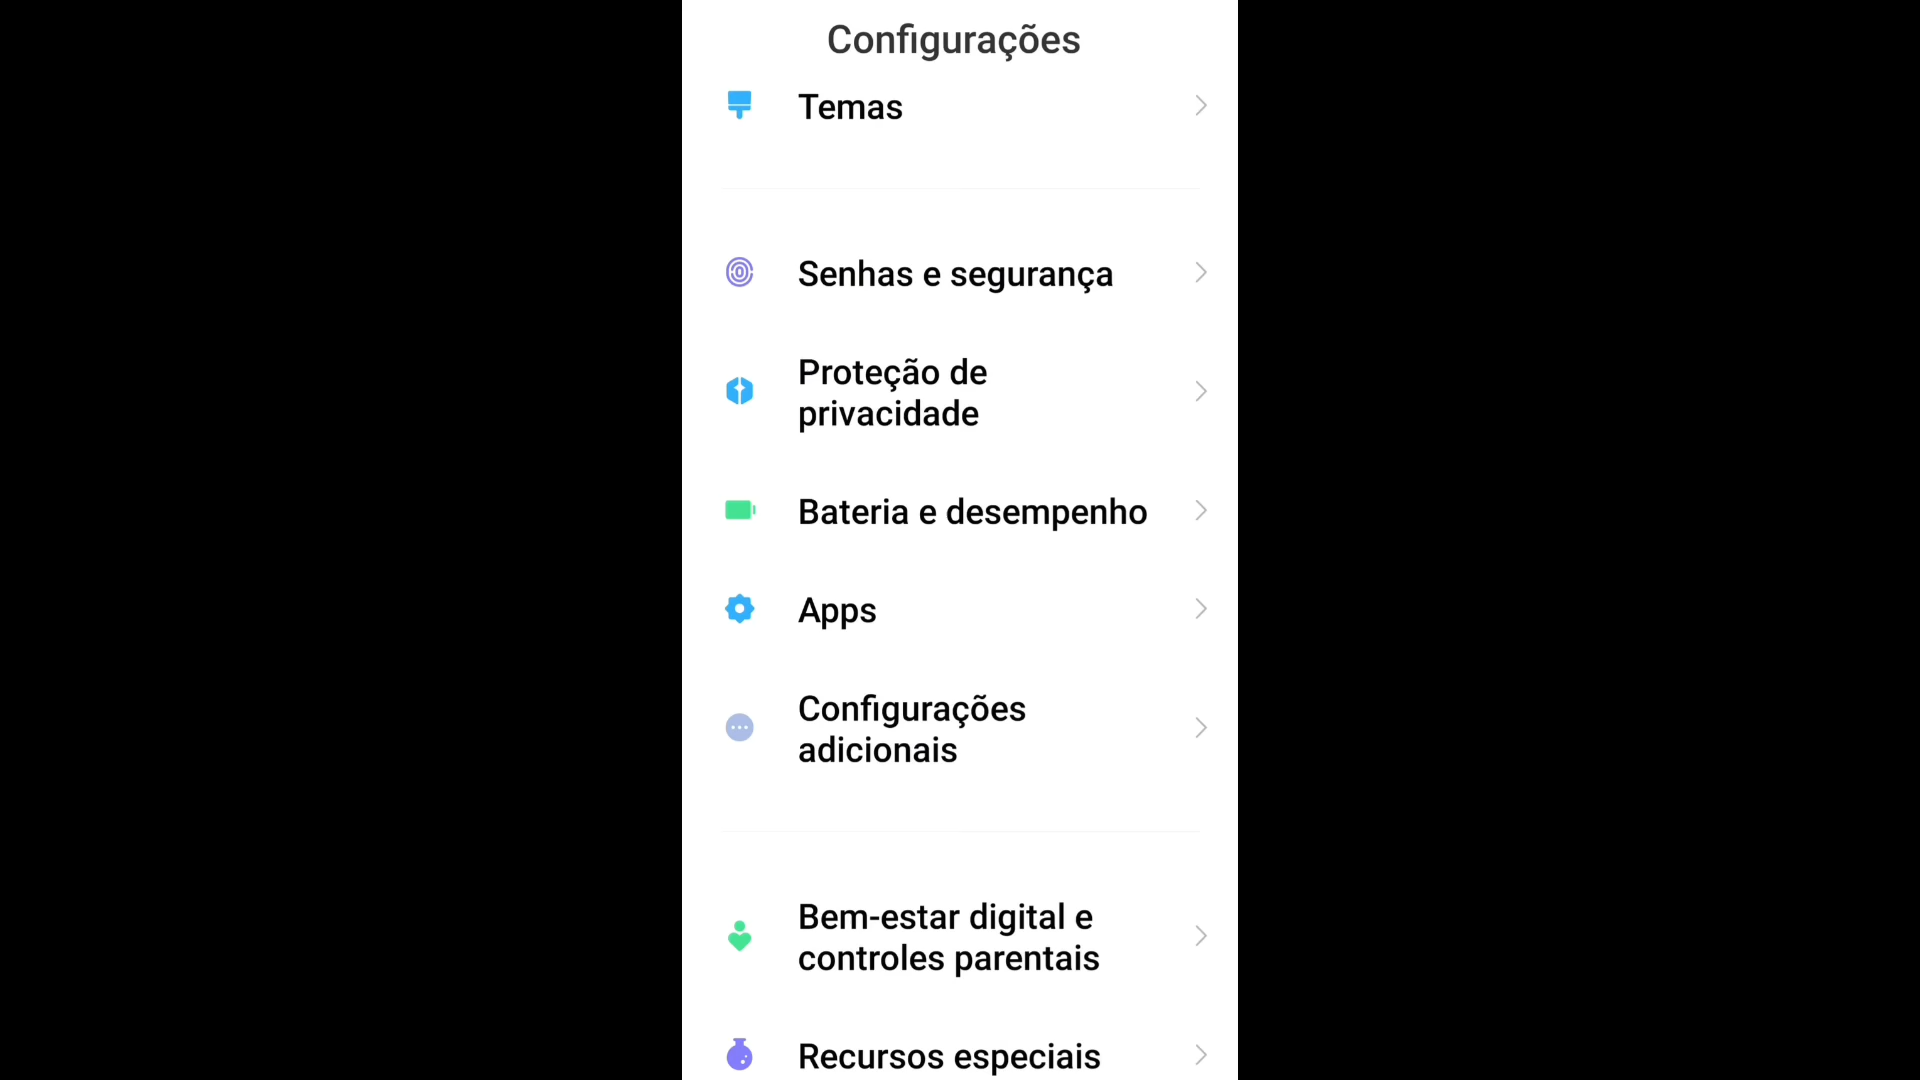 Configurações
Temas
Senhas e segurança
Proteção de
privacidade
Bateria e desempenho
Apps
Configurações
adicionais
Bem-estar digital e
controles parentais
Recursos especiais